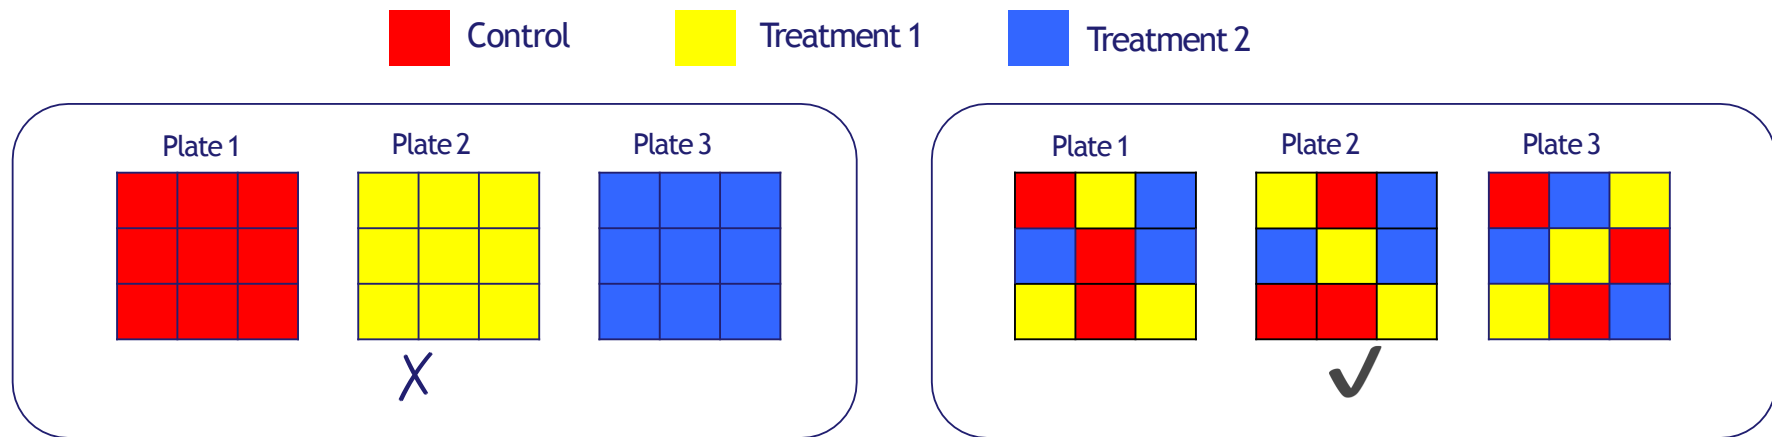 Control
Treatment 1
Treatment 2
Plate 1
Plate 2
Plate 3
Plate 1
Plate 2
Plate 3